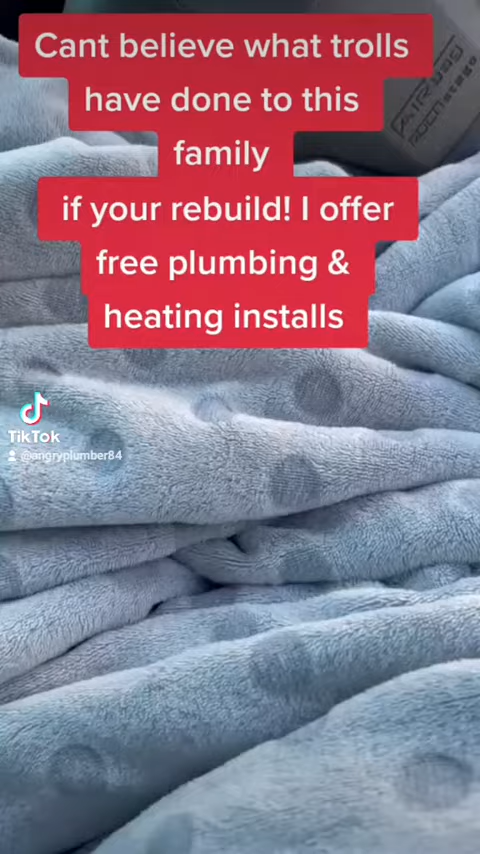 Cant believe what trolls
have done to this
family
if your rebuild! I offer
free plumbing &
heating installs
AIRBAG
TikTok
@angryplumber84